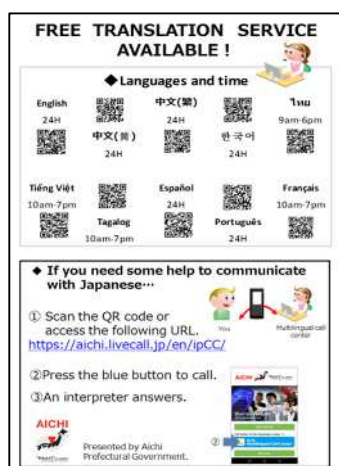 FREE TRANSLATION SERVICE
AVAILABLE !
◆Languages and time
English
24H
中文(簡)
24H
中文(繁)
24H
한국어
24H
ไทย
9am-6pm
Tiếng Việt
10am-7pm
Tagalog
10am-7pm
Español
24H
Português
24H
Français
10am-7pm
◆ If you need some help to communicate
with Japanese…
① Scan the QR code or
access the following URL.
https://aichi.livecall.jp/en/ipCC/
You
Multilingual call
center
②Press the blue button to call.
③An interpreter answers.
AICHI
②
AICHI
Presented by Aichi
Prefectural Government.